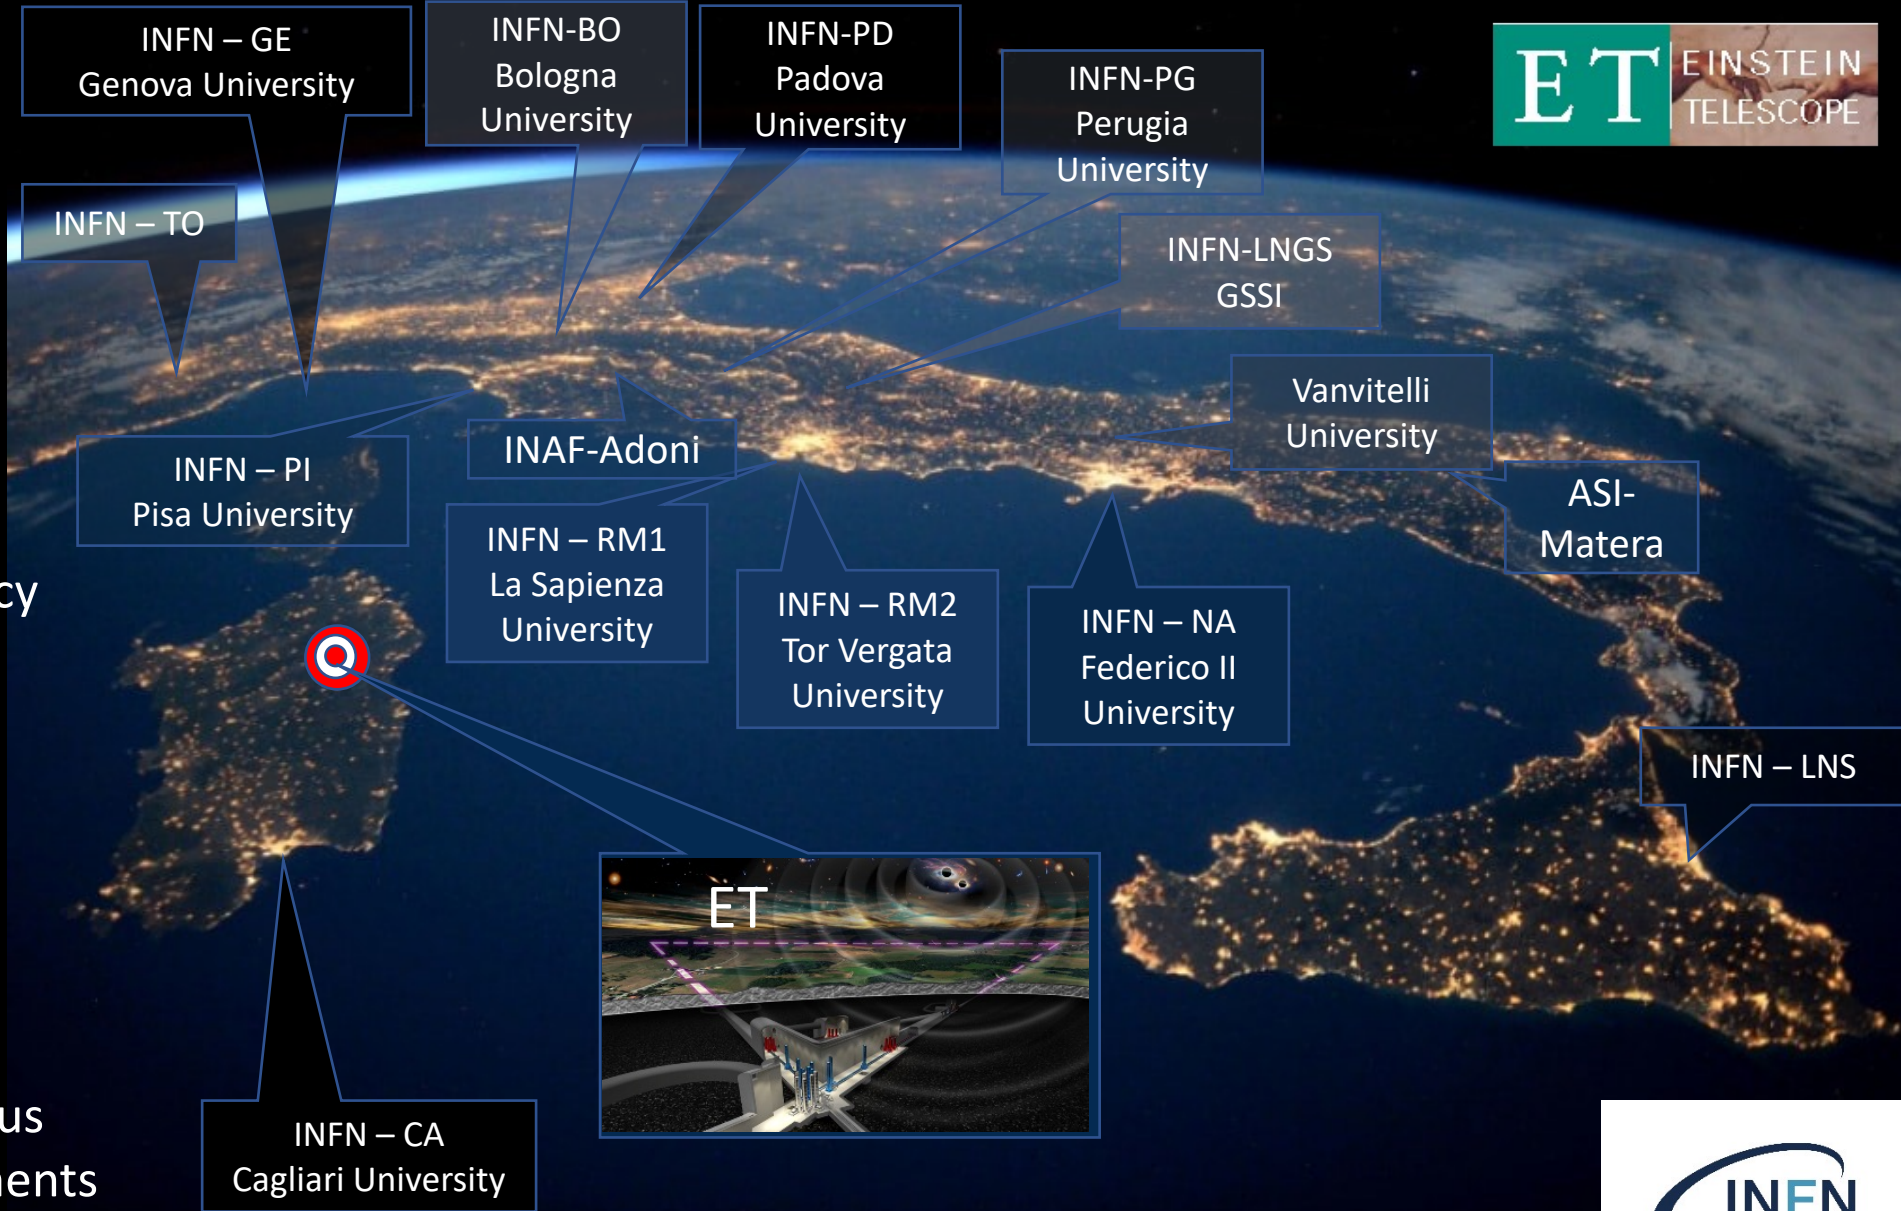 INFN – GE
Genova University
INFN-BO
Bologna
University
INFN-PD
Padova
University
INFN-PG
Perugia
University
ET EINSTEIN
TELESCOPE
INFN – TO
INFN-LNGS
GSSI
Vanvitelli
University
INFN – PI
Pisa University
INAF-Adoni
ASI-
Matera
INFN – RM1
La Sapienza
University
INFN – RM2
Tor Vergata
University
INFN – NA
Federico II
University
cy
INFN – LNS
ET
us
ments
INFN – CA
Cagliari University
INFN